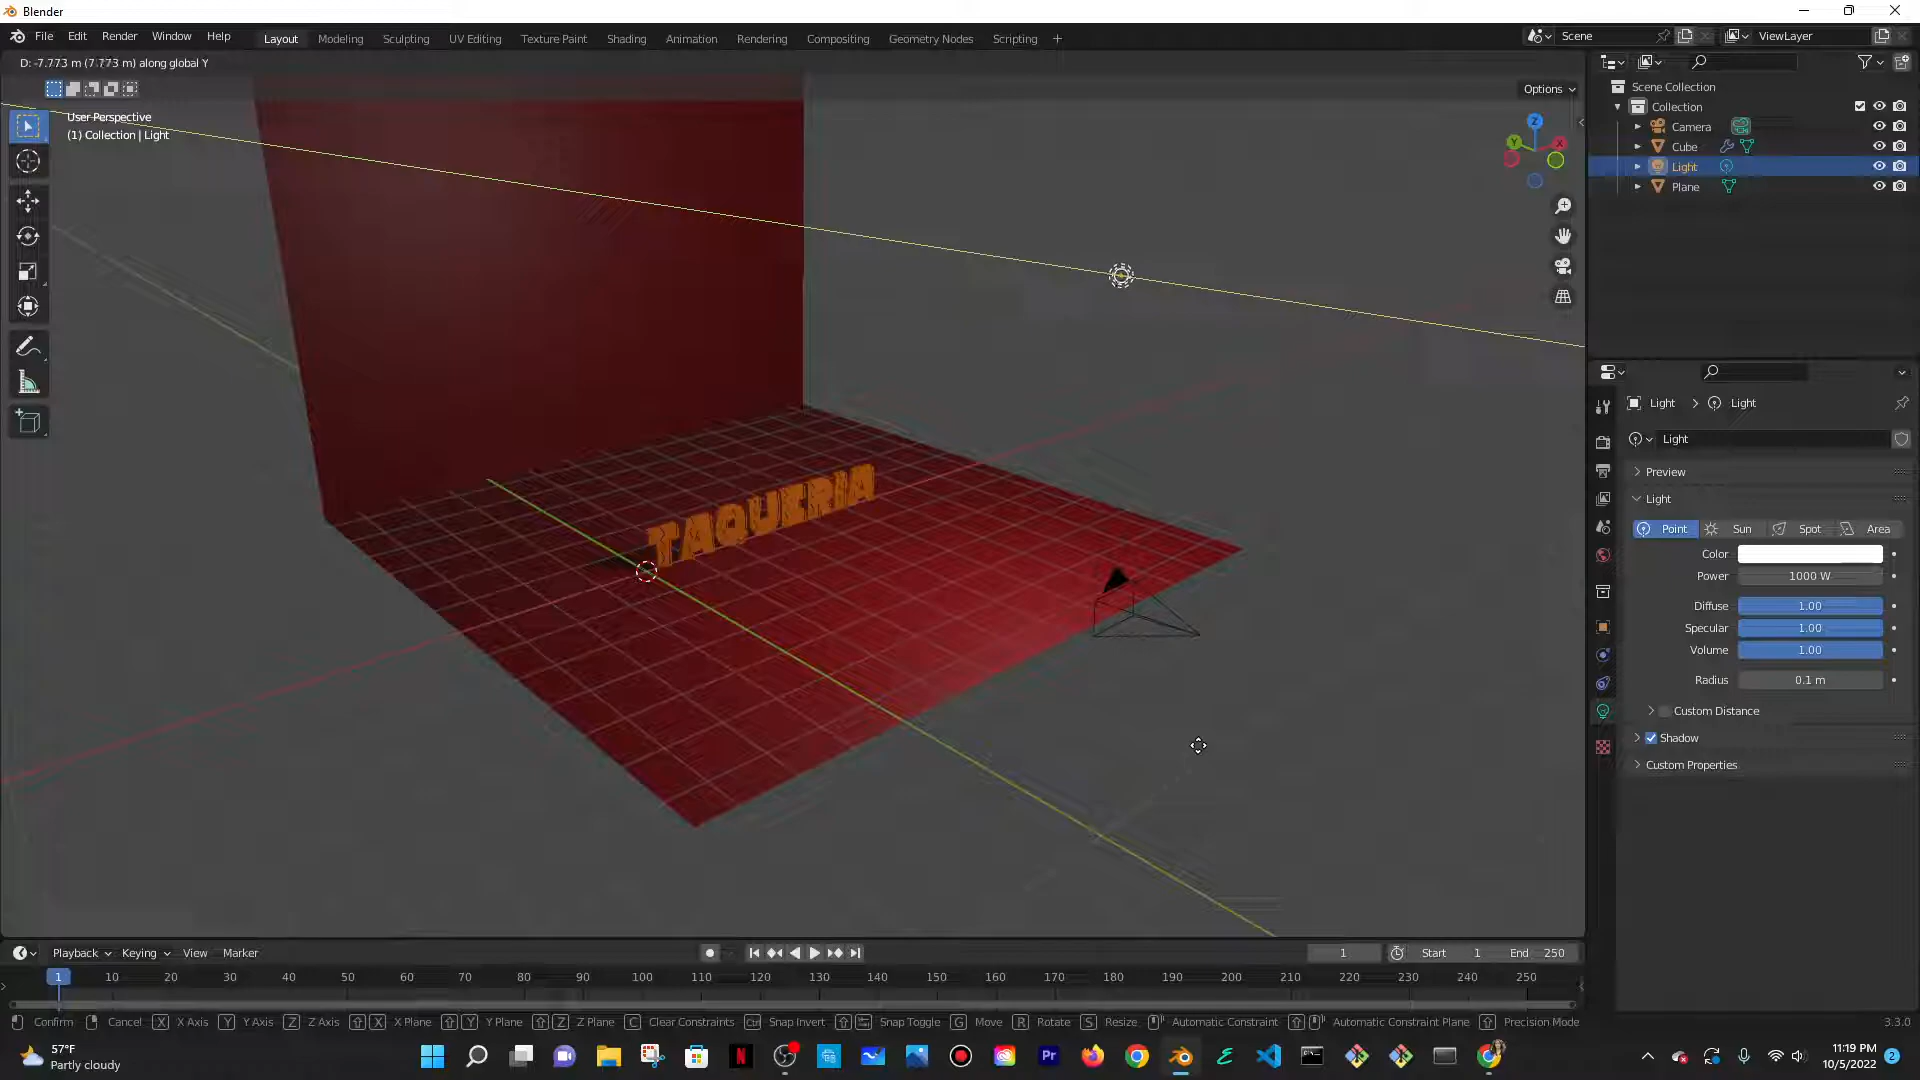 Blender
File Edit Render Window Help
Layout Modeling Sculpting UV Editing Texture Paint Shading Animation Rendering Compositing Geometry Nodes Scripting +
Scene
ViewLayer
D: -7.773 m (7.773 m) along global Y
Options
User Perspective
(1) Collection | Light
Z
Y
X
TAQUERIA
Scene Collection
Collection
Camera
Cube
Light
Plane
Light > Light
Light
Preview
Light
Point Sun Spot Area
Color
Power 1000 W
Diffuse 1.00
Specular 1.00
Volume 1.00
Radius 0.1 m
Custom Distance
Shadow
Custom Properties
Playback Keying View Marker
1 Start 1 End 250
1 10 20 30 40 50 60 70 80 90 100 110 120 130 140 150 160 170 180 190 200 210 220 230 240 250
Confirm Cancel X X Axis Y Y Axis Z Z Axis X X Plane Y Y Plane Z Z Plane C Clear Constraints Ctrl Snap Invert Snap Toggle G Move R Rotate S Resize Automatic Constraint Automatic Constraint Plane Precision Mode
3.3.0
57°F
Partly cloudy
N
Pr
11:19 PM
10/5/2022
2